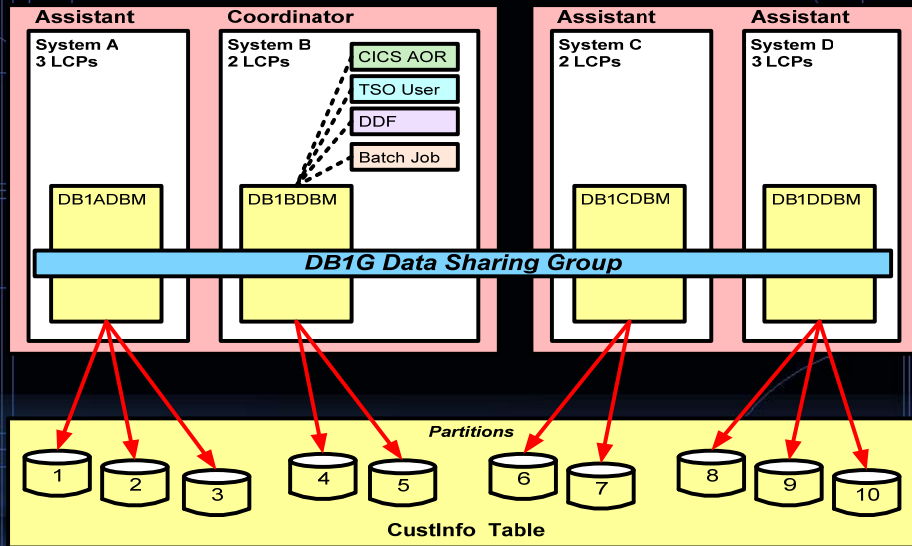 Assistant
Coordinator
Assistant
Assistant
System A
3 LCPs
System B
2 LCPs
System C
2 LCPs
System D
3 LCPs
CICS AOR
TSO User
DDF
Batch Job
DB1ADBM
DB1BDBM
DB1CDBM
DB1DDBM
DB1G Data Sharing Group
Partitions
1
2
3
4
5
6
7
8
9
10
CustInfo Table